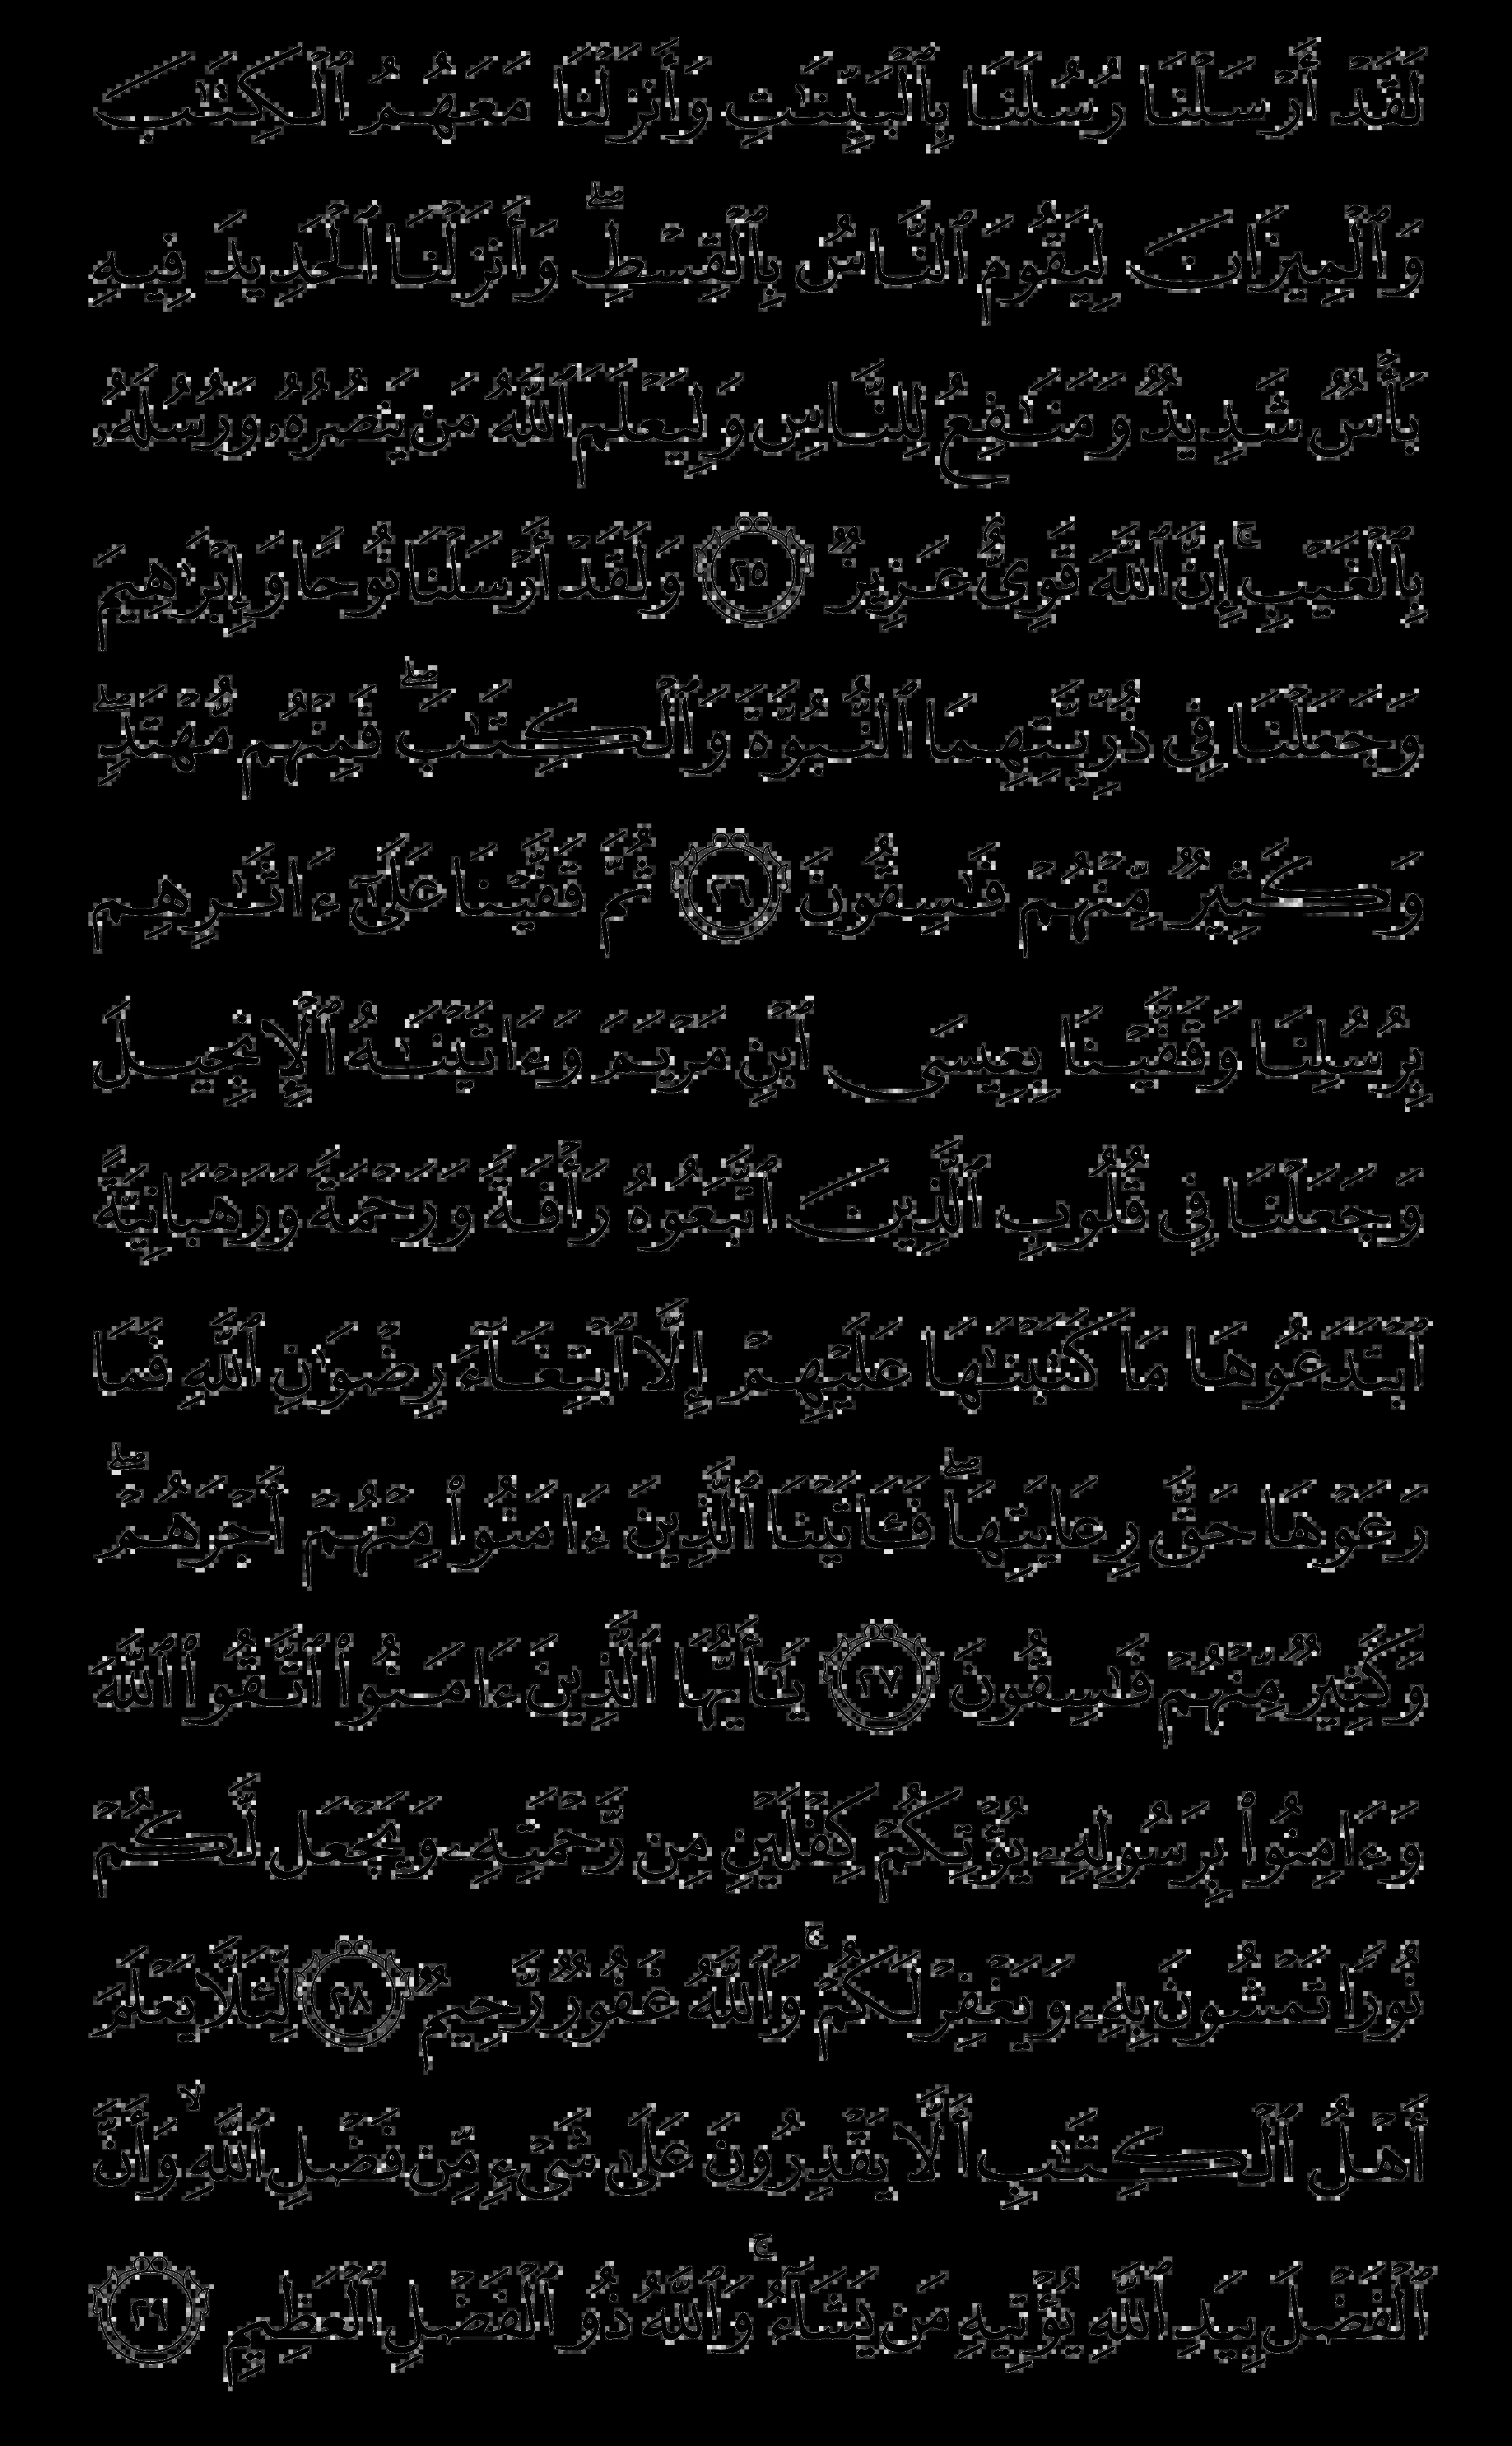 لَقَدْ أَرْسَلْنَا رُسُلَنَا بِٱلْبَيِّنَٰتِ وَأَنزَلْنَا مَعَهُمُ ٱلْكِتَٰبَ
وَٱلْمِيزَانَ لِيَقُومَ ٱلنَّاسُ بِٱلْقِسْطِ ۖ وَأَنزَلْنَا ٱلْحَدِيدَ فِيهِ
بَأْسٌ شَدِيدٌ وَمَنَٰفِعُ لِلنَّاسِ وَلِيَعْلَمَ ٱللَّهُ مَن يَنصُرُهُۥ وَرُسُلَهُۥ
بِٱلْغَيْبِ ۚ إِنَّ ٱللَّهَ قَوِىٌّ عَزِيزٌ ٢٥ وَلَقَدْ أَرْسَلْنَا نُوحًا وَإِبْرَٰهِيمَ
وَجَعَلْنَا فِى ذُرِّيَّتِهِمَا ٱلنُّبُوَّةَ وَٱلْكِتَٰبَ ۖ فَمِنْهُم مُّهْتَدٍ ۖ
وَكَثِيرٌ مِّنْهُمْ فَٰسِقُونَ ٢٦ ثُمَّ قَفَّيْنَا عَلَىٰٓ ءَاثَٰرِهِم
بِرُسُلِنَا وَقَفَّيْنَا بِعِيسَى ٱبْنِ مَرْيَمَ وَءَاتَيْنَٰهُ ٱلْإِنجِيلَ
وَجَعَلْنَا فِى قُلُوبِ ٱلَّذِينَ ٱتَّبَعُوهُ رَأْفَةً وَرَحْمَةً وَرَهْبَانِيَّةً
ٱبْتَدَعُوهَا مَا كَتَبْنَٰهَا عَلَيْهِمْ إِلَّا ٱبْتِغَآءَ رِضْوَٰنِ ٱللَّهِ فَمَا
رَعَوْهَا حَقَّ رِعَايَتِهَا ۖ فَـَٔاتَيْنَا ٱلَّذِينَ ءَامَنُوا۟ مِنْهُمْ أَجْرَهُمْ ۖ
وَكَثِيرٌ مِّنْهُمْ فَٰسِقُونَ ٢٧ يَٰٓأَيُّهَا ٱلَّذِينَ ءَامَنُوا۟ ٱتَّقُوا۟ ٱللَّهَ
وَءَامِنُوا۟ بِرَسُولِهِۦ يُؤْتِكُمْ كِفْلَيْنِ مِن رَّحْمَتِهِۦ وَيَجْعَل لَّكُمْ
نُورًا تَمْشُونَ بِهِۦ وَيَغْفِرْ لَكُمْ ۚ وَٱللَّهُ غَفُورٌ رَّحِيمٌ ٢٨ لِّئَلَّا يَعْلَمَ
أَهْلُ ٱلْكِتَٰبِ أَلَّا يَقْدِرُونَ عَلَىٰ شَىْءٍ مِّن فَضْلِ ٱللَّهِ ۙ وَأَنَّ
ٱلْفَضْلَ بِيَدِ ٱللَّهِ يُؤْتِيهِ مَن يَشَآءُ ۚ وَٱللَّهُ ذُو ٱلْفَضْلِ ٱلْعَظِيمِ ٢٩